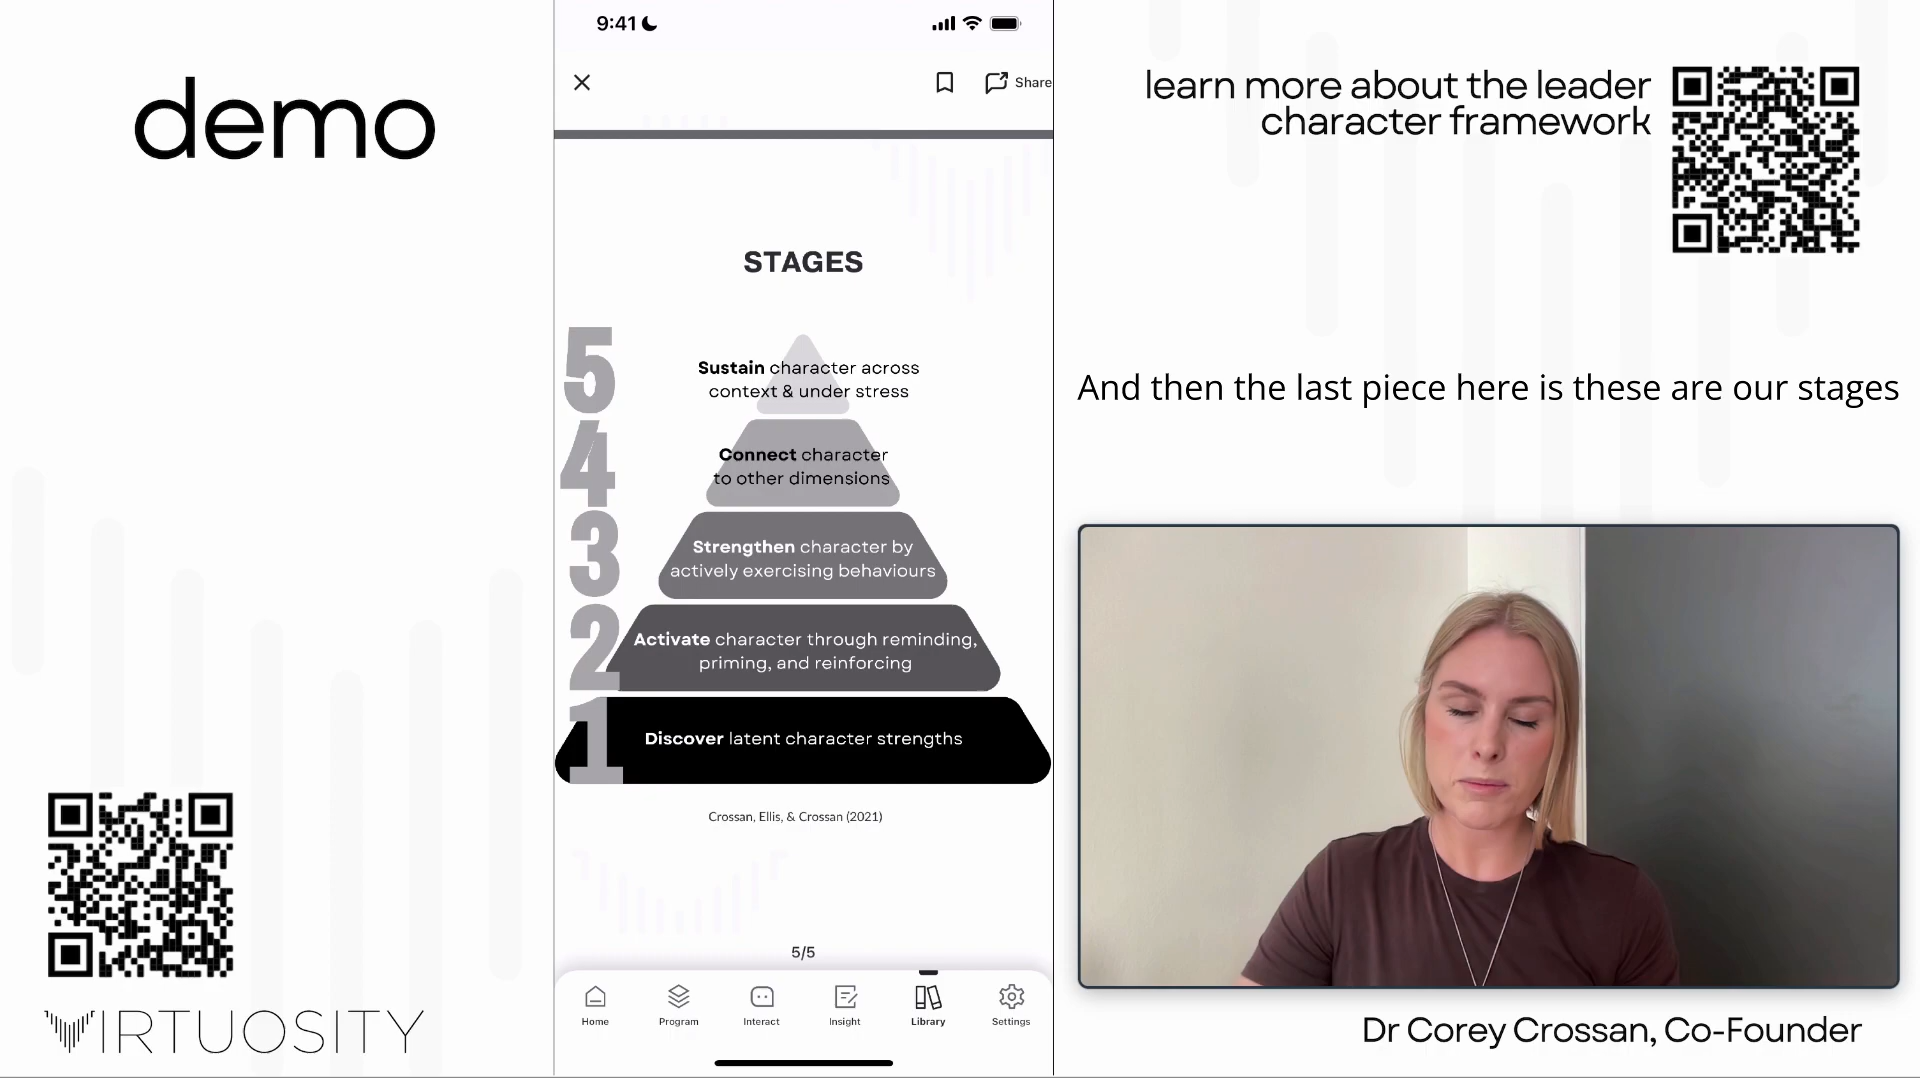 demo
9:41
Share
STAGES
5
Sustain character across
context & under stress
4
Connect character
to other dimensions
3
Strengthen character by
actively exercising behaviours
2
Activate character through reminding,
priming, and reinforcing
1
Discover latent character strengths
Crossan, Ellis, & Crossan (2021)
5/5
Home
Program
Interact
Insight
Library
Settings
VIRTUOSITY
learn more about the leader
character framework
And then the last piece here is these are our stages
Dr Corey Crossan, Co-Founder